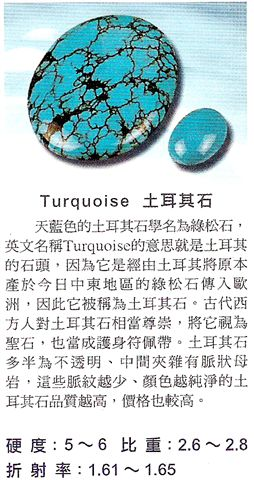 Turquoise 土耳其石
天藍色的土耳其石學名為綠松石，
英文名稱Turquoise的意思就是土耳其
的石頭，因為它是經由土耳其將原本
產於今日中東地區的綠松石傳入歐
洲，因此它被稱為土耳其石。古代西
方人對土耳其石相當尊崇，將它視為
聖石，也當成護身符佩帶。土耳其石
多半為不透明、中間夾雜有脈狀母
岩，這些脈紋越少、顏色越純淨的土
耳其石品質越高，價格也較高。
硬度：5～6 比重：2.6～2.8
折射率：1.61～1.65